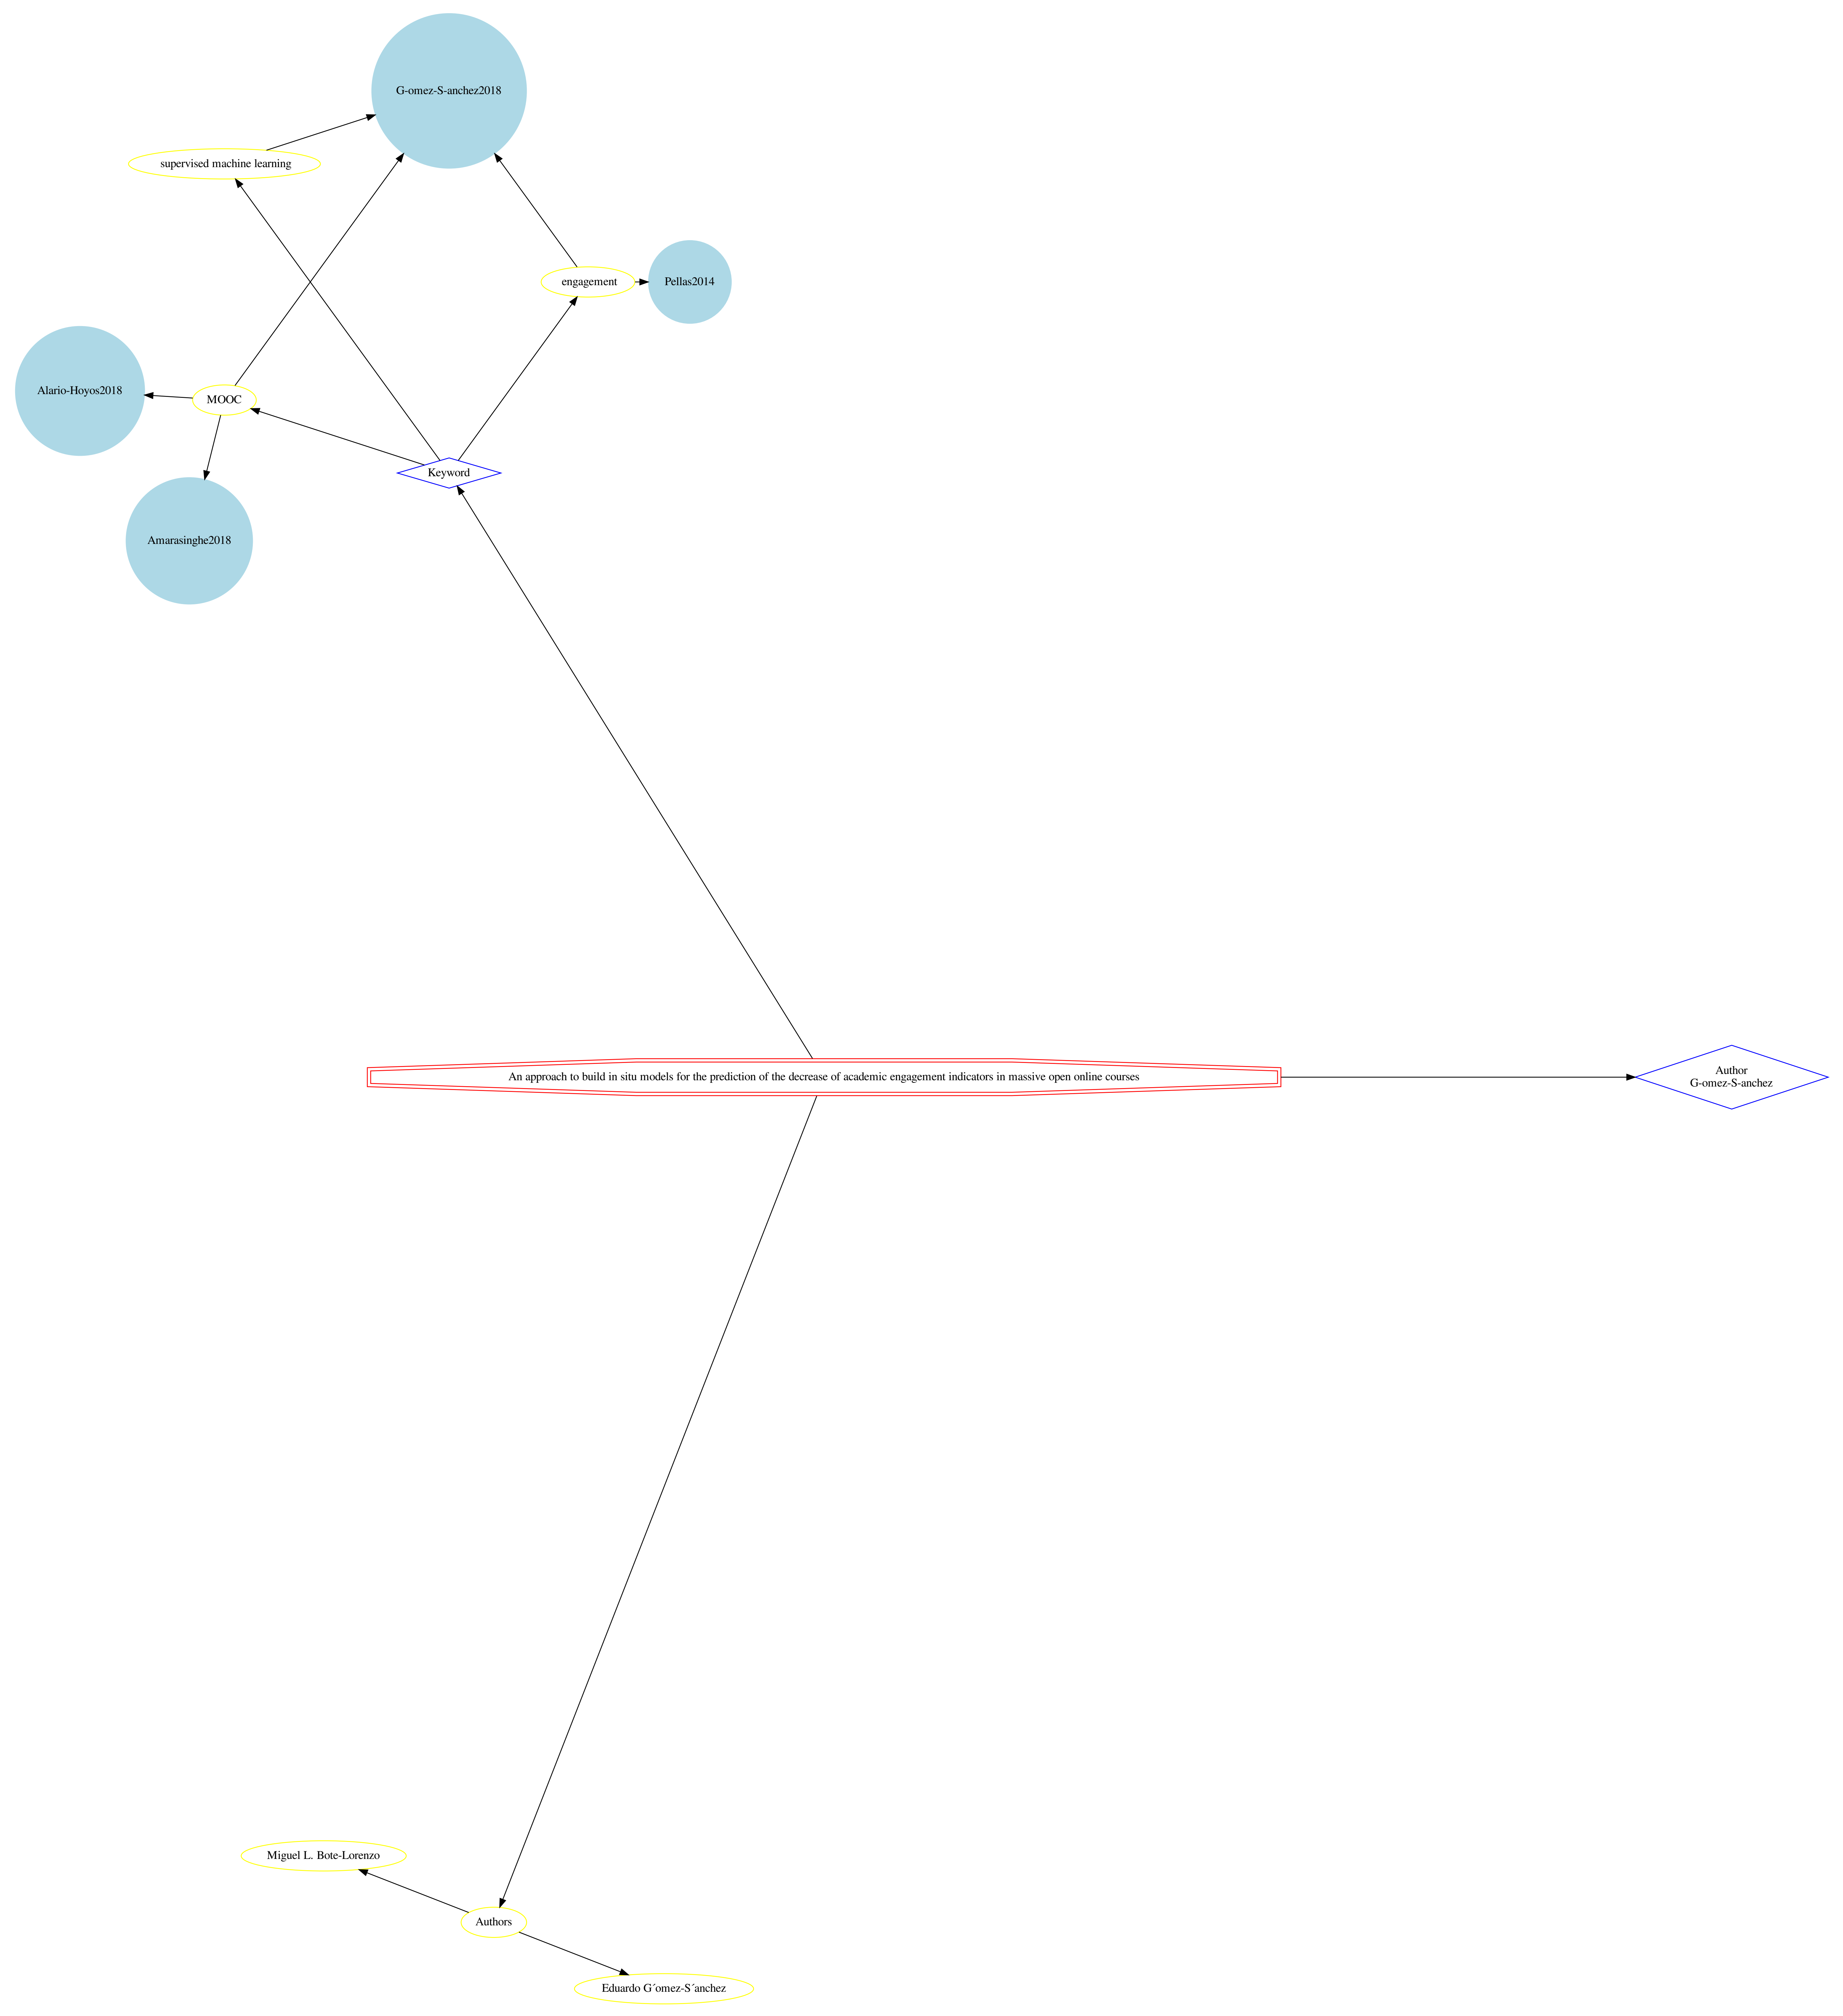 G-omez-S-anchez2018
supervised machine learning
engagement
Pellas2014
Alario-Hoyos2018
MOOC
Keyword
Amarasinghe2018
An approach to build in situ models for the prediction of the decrease of academic engagement indicators in massive open online courses
Author
G-omez-S-anchez
Miguel L. Bote-Lorenzo
Authors
Eduardo G´omez-S´anchez